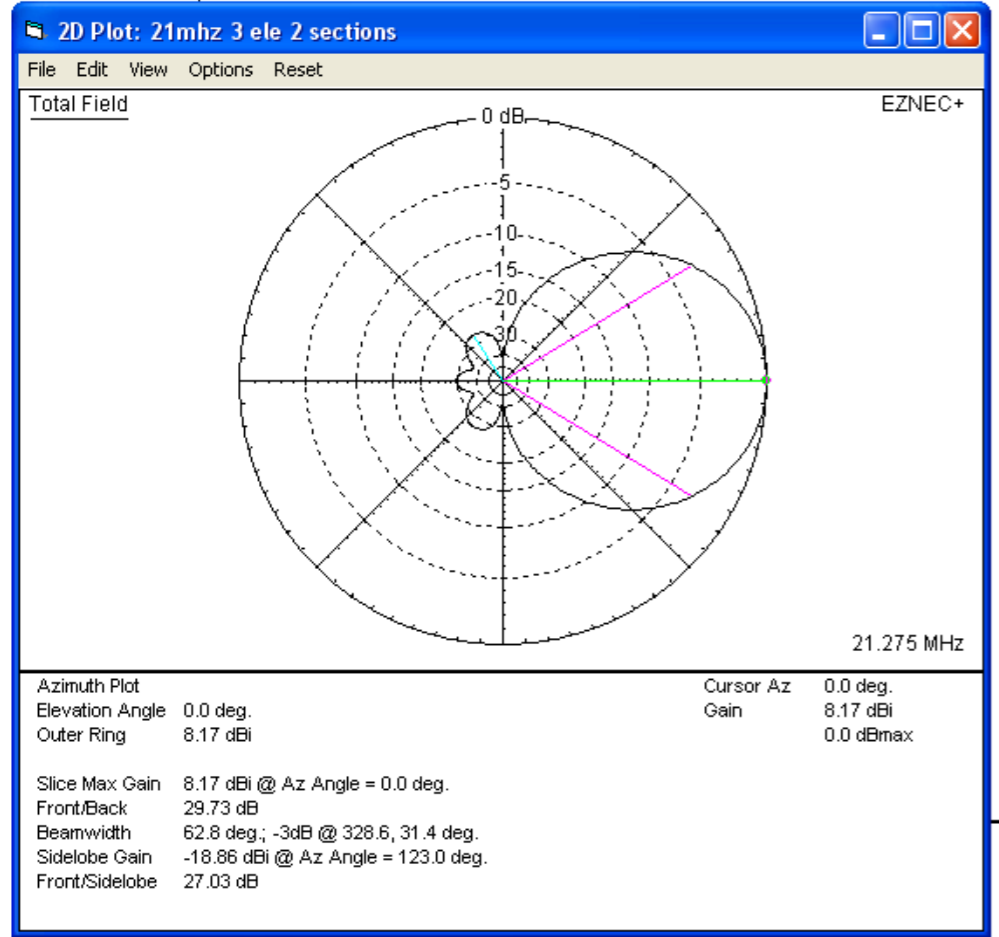 2D Plot: 21mhz 3 ele 2 sections
File Edit View Options Reset
Total Field
EZNEC+
0 dB
-5
-10
-15
-20
-30
21.275 MHz
Azimuth Plot
Elevation Angle 0.0 deg.
Outer Ring 8.17 dBi
Cursor Az 0.0 deg.
Gain 8.17 dBi
0.0 dBmax
Slice Max Gain 8.17 dBi @ Az Angle = 0.0 deg.
Front/Back 29.73 dB
Beamwidth 62.8 deg.; -3dB @ 328.6, 31.4 deg.
Sidelobe Gain -18.86 dBi @ Az Angle = 123.0 deg.
Front/Sidelobe 27.03 dB